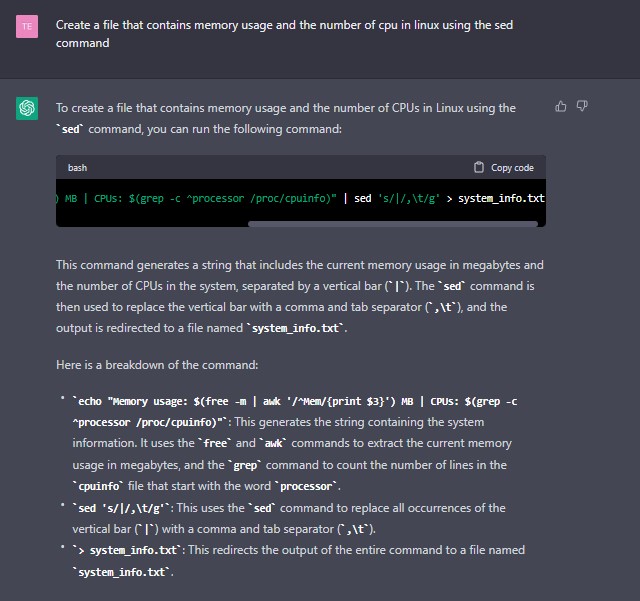 TE
Create a file that contains memory usage and the number of cpu in linux using the sed
command
To create a file that contains memory usage and the number of CPUs in Linux using the
`sed` command, you can run the following command:
bash
Copy code
) MB | CPUs: $(grep -c ^processor /proc/cpuinfo)" | sed 's/|/,\t/g' > system_info.txt
This command generates a string that includes the current memory usage in megabytes and
the number of CPUs in the system, separated by a vertical bar (`|`). The `sed` command is
then used to replace the vertical bar with a comma and tab separator (`,\t`), and the
output is redirected to a file named `system_info.txt`.
Here is a breakdown of the command:
• `echo "Memory usage: $(free -m | awk '/^Mem/{print $3}') MB | CPUs: $(grep -c
^processor /proc/cpuinfo)"`: This generates the string containing the system
information. It uses the `free` and `awk` commands to extract the current memory
usage in megabytes, and the `grep` command to count the number of lines in the
`cpuinfo` file that start with the word `processor`.
• `sed 's/|/,\t/g'`: This uses the `sed` command to replace all occurrences of the
vertical bar (`|`) with a comma and tab separator (`,\t`).
• `> system_info.txt`: This redirects the output of the entire command to a file named
`system_info.txt`.